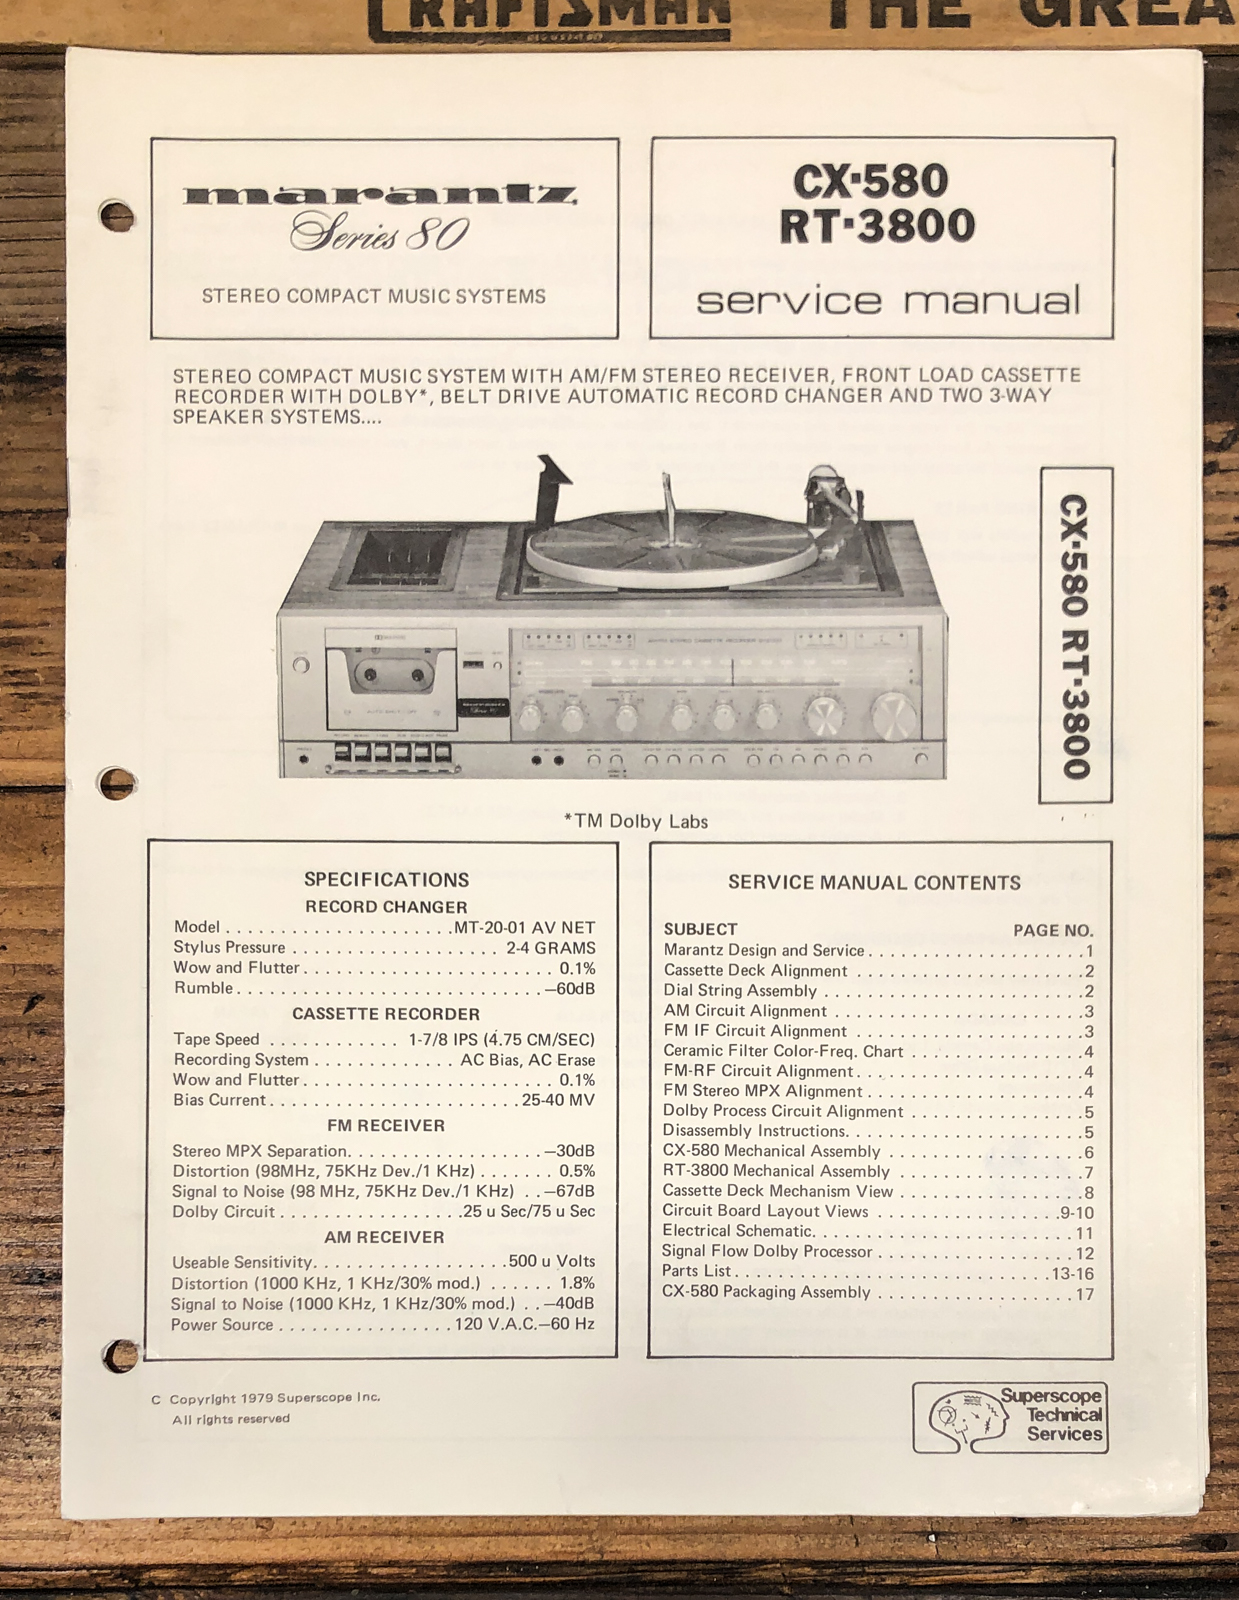 CRAFTSMAN THE GREA
marantz
Series 80
STEREO COMPACT MUSIC SYSTEMS
CX·580
RT·3800
service manual
STEREO COMPACT MUSIC SYSTEM WITH AM/FM STEREO RECEIVER, FRONT LOAD CASSETTE
RECORDER WITH DOLBY*, BELT DRIVE AUTOMATIC RECORD CHANGER AND TWO 3-WAY
SPEAKER SYSTEMS....
CX·580 RT·3800
*TM Dolby Labs
SPECIFICATIONS
RECORD CHANGER
Model . . . . . . . . . . . . . . . . . . . . . MT-20-01 AV NET
Stylus Pressure . . . . . . . . . . . . . . . . . . . 2-4 GRAMS
Wow and Flutter . . . . . . . . . . . . . . . . . . . . . . . 0.1%
Rumble . . . . . . . . . . . . . . . . . . . . . . . . . . . . –60dB
CASSETTE RECORDER
Tape Speed . . . . . . . . . . . . 1-7/8 IPS (4.75 CM/SEC)
Recording System . . . . . . . . . . . . AC Bias, AC Erase
Wow and Flutter . . . . . . . . . . . . . . . . . . . . . . . 0.1%
Bias Current . . . . . . . . . . . . . . . . . . . . . . . 25-40 MV
FM RECEIVER
Stereo MPX Separation. . . . . . . . . . . . . . . . . . –30dB
Distortion (98MHz, 75KHz Dev./1 KHz) . . . . . . . 0.5%
Signal to Noise (98 MHz, 75KHz Dev./1 KHz) . . –67dB
Dolby Circuit . . . . . . . . . . . . . . . . . 25 u Sec/75 u Sec
AM RECEIVER
Useable Sensitivity. . . . . . . . . . . . . . . . . . 500 u Volts
Distortion (1000 KHz, 1 KHz/30% mod.) . . . . . . 1.8%
Signal to Noise (1000 KHz, 1 KHz/30% mod.) . . –40dB
Power Source . . . . . . . . . . . . . . . . 120 V.A.C.–60 Hz
SERVICE MANUAL CONTENTS
SUBJECT PAGE NO.
Marantz Design and Service . . . . . . . . . . . . . . . . . . . . 1
Cassette Deck Alignment . . . . . . . . . . . . . . . . . . . . . 2
Dial String Assembly . . . . . . . . . . . . . . . . . . . . . . . . 2
AM Circuit Alignment . . . . . . . . . . . . . . . . . . . . . . . 3
FM IF Circuit Alignment . . . . . . . . . . . . . . . . . . . . . 3
Ceramic Filter Color-Freq. Chart . . . . . . . . . . . . . . . . 4
FM-RF Circuit Alignment . . . . . . . . . . . . . . . . . . . . . 4
FM Stereo MPX Alignment . . . . . . . . . . . . . . . . . . . . 4
Dolby Process Circuit Alignment . . . . . . . . . . . . . . . . 5
Disassembly Instructions. . . . . . . . . . . . . . . . . . . . . . 5
CX-580 Mechanical Assembly . . . . . . . . . . . . . . . . . . 6
RT-3800 Mechanical Assembly . . . . . . . . . . . . . . . . . 7
Cassette Deck Mechanism View . . . . . . . . . . . . . . . . . 8
Circuit Board Layout Views . . . . . . . . . . . . . . . . . 9-10
Electrical Schematic. . . . . . . . . . . . . . . . . . . . . . . . 11
Signal Flow Dolby Processor . . . . . . . . . . . . . . . . . . 12
Parts List . . . . . . . . . . . . . . . . . . . . . . . . . . . . . 13-16
CX-580 Packaging Assembly . . . . . . . . . . . . . . . . . . 17
C Copyright 1979 Superscope Inc.
All rights reserved
Superscope
Technical
Services